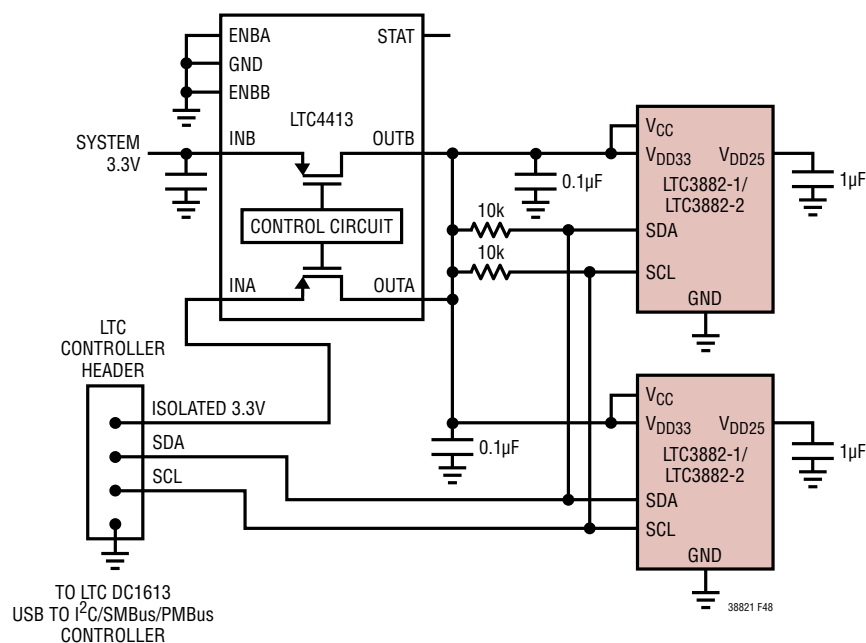 ENBA
GND
ENBB
STAT
LTC4413
SYSTEM
3.3V
INB
OUTB
CONTROL CIRCUIT
INA
OUTA
0.1µF
10k
10k
VCC
VDD33
VDD25
LTC3882-1/
LTC3882-2
SDA
SCL
GND
1µF
LTC
CONTROLLER
HEADER
ISOLATED 3.3V
SDA
SCL
TO LTC DC1613
USB TO I2C/SMBus/PMBus
CONTROLLER
0.1µF
VCC
VDD33
VDD25
LTC3882-1/
LTC3882-2
SDA
SCL
GND
1µF
38821 F48